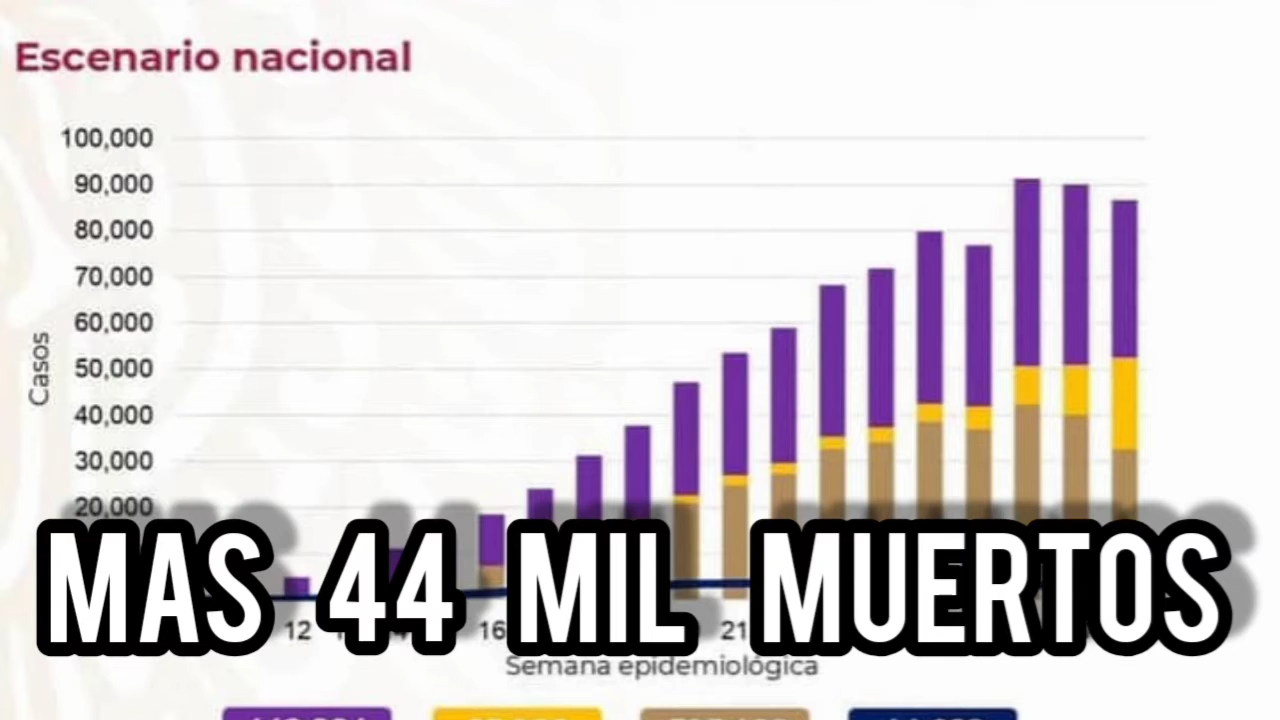 Escenario nacional
100,000
90,000
80,000
70,000
60,000
50,000
40,000
30,000
20,000
Casos
MAS 44 MIL MUERTOS
12 16 21
Semana epidemiológica